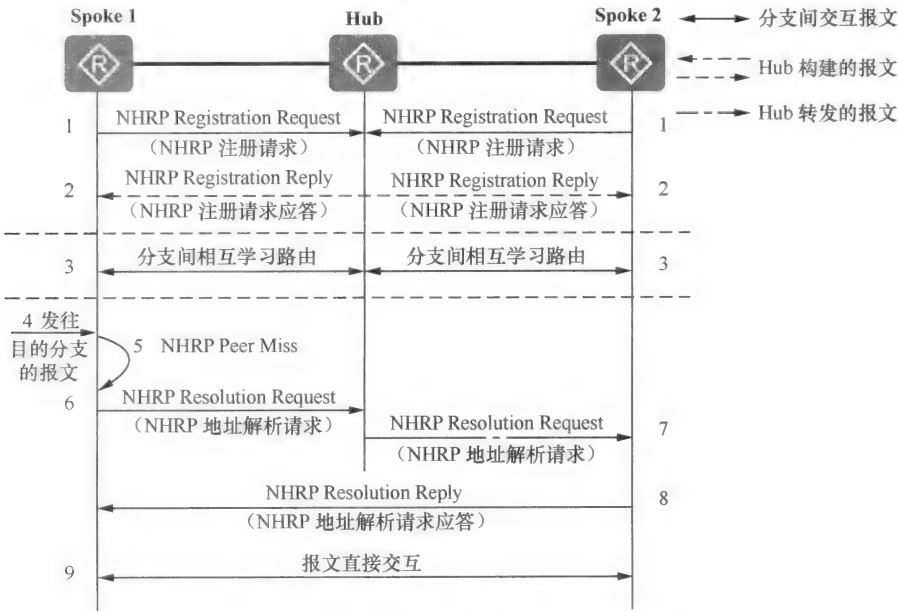 Spoke 1
Hub
Spoke 2
分支间交互报文
Hub 构建的报文
Hub 转发的报文
R
R
R
1
NHRP Registration Request
（NHRP 注册请求）
NHRP Registration Request
（NHRP 注册请求）
1
2
NHRP Registration Reply
（NHRP 注册请求应答）
NHRP Registration Reply
（NHRP 注册请求应答）
2
3
分支间相互学习路由
分支间相互学习路由
3
4 发往
目的分支
的报文
5 NHRP Peer Miss
6
NHRP Resolution Request
（NHRP 地址解析请求）
NHRP Resolution Request
（NHRP 地址解析请求）
7
NHRP Resolution Reply
（NHRP 地址解析请求应答）
8
9
报文直接交互